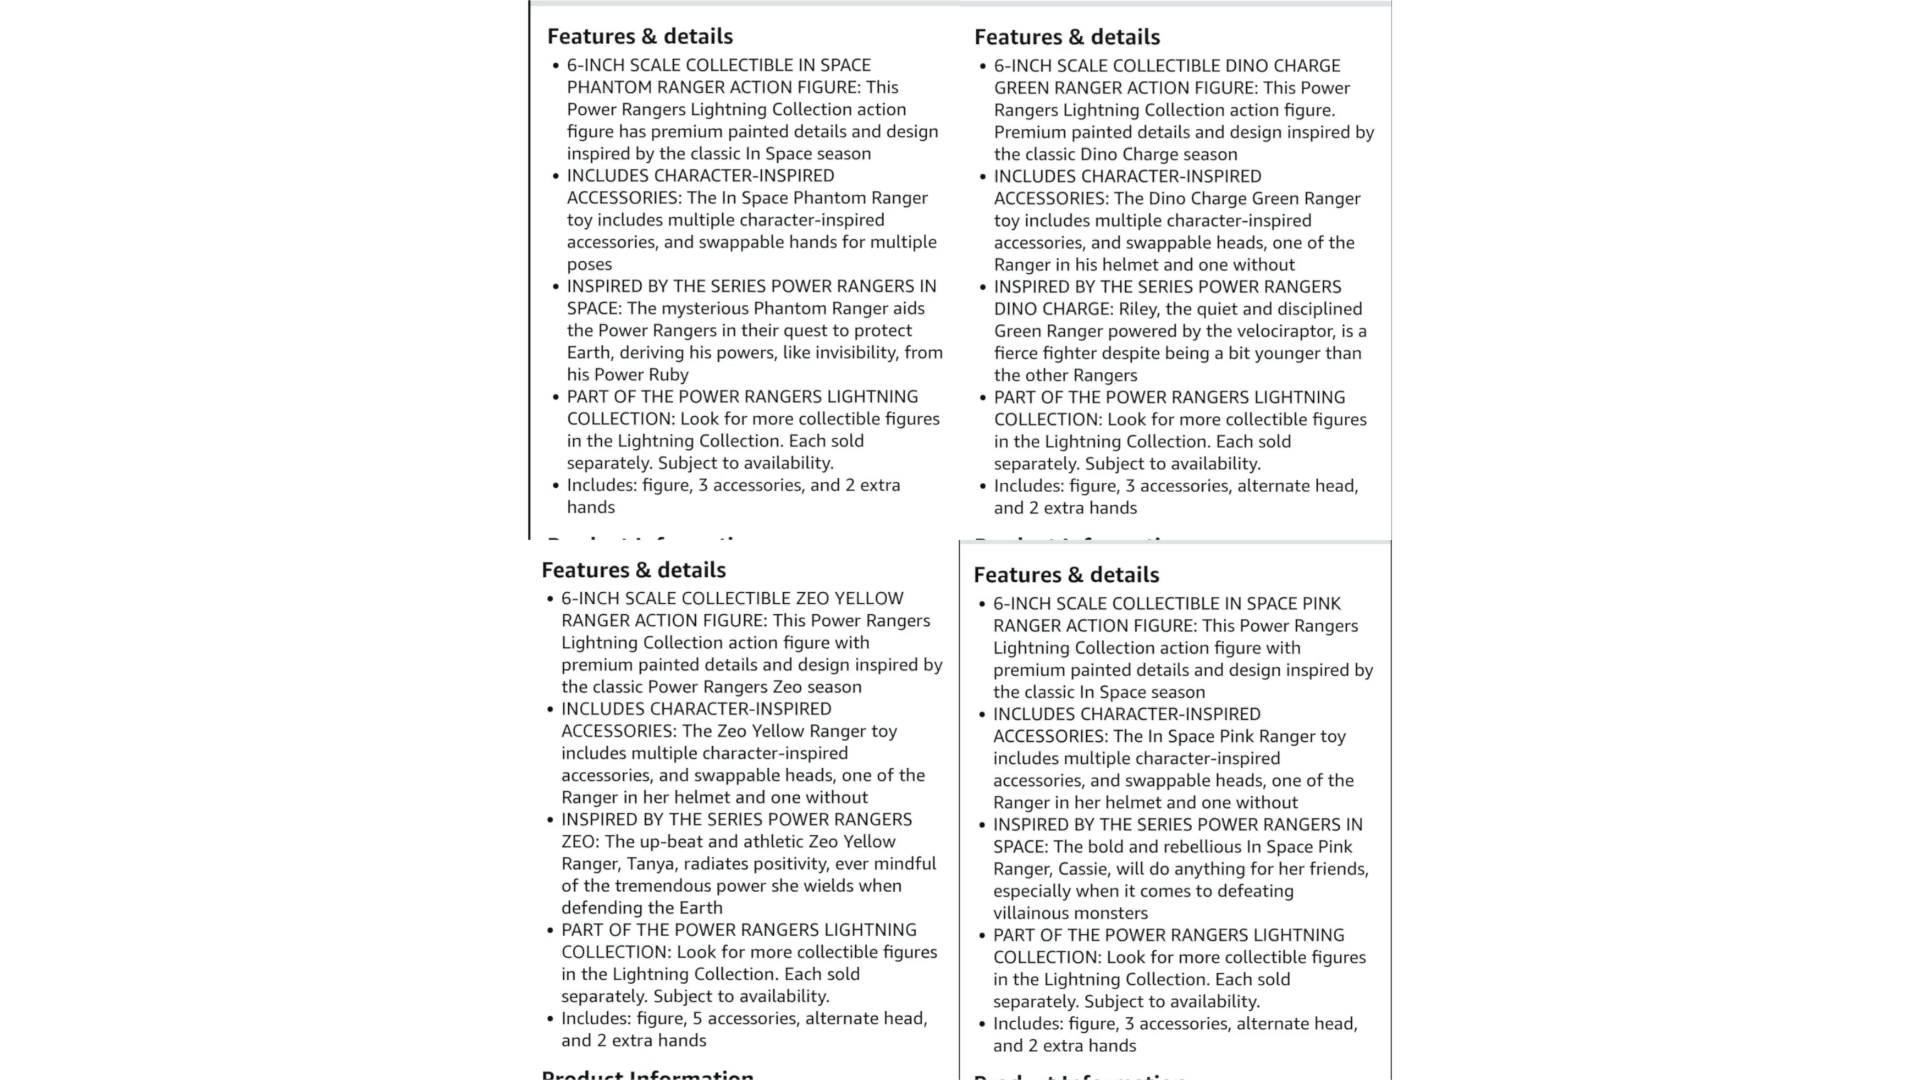 Features & details
• 6-INCH SCALE COLLECTIBLE IN SPACE
PHANTOM RANGER ACTION FIGURE: This
Power Rangers Lightning Collection action
figure has premium painted details and design
inspired by the classic In Space season
• INCLUDES CHARACTER-INSPIRED
ACCESSORIES: The In Space Phantom Ranger
toy includes multiple character-inspired
accessories, and swappable hands for multiple
poses
• INSPIRED BY THE SERIES POWER RANGERS IN
SPACE: The mysterious Phantom Ranger aids
the Power Rangers in their quest to protect
Earth, deriving his powers, like invisibility, from
his Power Ruby
• PART OF THE POWER RANGERS LIGHTNING
COLLECTION: Look for more collectible figures
in the Lightning Collection. Each sold
separately. Subject to availability.
• Includes: figure, 3 accessories, and 2 extra
hands
Features & details
• 6-INCH SCALE COLLECTIBLE DINO CHARGE
GREEN RANGER ACTION FIGURE: This Power
Rangers Lightning Collection action figure.
Premium painted details and design inspired by
the classic Dino Charge season
• INCLUDES CHARACTER-INSPIRED
ACCESSORIES: The Dino Charge Green Ranger
toy includes multiple character-inspired
accessories, and swappable heads, one of the
Ranger in his helmet and one without
• INSPIRED BY THE SERIES POWER RANGERS
DINO CHARGE: Riley, the quiet and disciplined
Green Ranger powered by the velociraptor, is a
fierce fighter despite being a bit younger than
the other Rangers
• PART OF THE POWER RANGERS LIGHTNING
COLLECTION: Look for more collectible figures
in the Lightning Collection. Each sold
separately. Subject to availability.
• Includes: figure, 3 accessories, alternate head,
and 2 extra hands
Features & details
• 6-INCH SCALE COLLECTIBLE ZEO YELLOW
RANGER ACTION FIGURE: This Power Rangers
Lightning Collection action figure with
premium painted details and design inspired by
the classic Power Rangers Zeo season
• INCLUDES CHARACTER-INSPIRED
ACCESSORIES: The Zeo Yellow Ranger toy
includes multiple character-inspired
accessories, and swappable heads, one of the
Ranger in her helmet and one without
• INSPIRED BY THE SERIES POWER RANGERS
ZEO: The up-beat and athletic Zeo Yellow
Ranger, Tanya, radiates positivity, ever mindful
of the tremendous power she wields when
defending the Earth
• PART OF THE POWER RANGERS LIGHTNING
COLLECTION: Look for more collectible figures
in the Lightning Collection. Each sold
separately. Subject to availability.
• Includes: figure, 5 accessories, alternate head,
and 2 extra hands
Product Information
Features & details
• 6-INCH SCALE COLLECTIBLE IN SPACE PINK
RANGER ACTION FIGURE: This Power Rangers
Lightning Collection action figure with
premium painted details and design inspired by
the classic In Space season
• INCLUDES CHARACTER-INSPIRED
ACCESSORIES: The In Space Pink Ranger toy
includes multiple character-inspired
accessories, and swappable heads, one of the
Ranger in her helmet and one without
• INSPIRED BY THE SERIES POWER RANGERS IN
SPACE: The bold and rebellious In Space Pink
Ranger, Cassie, will do anything for her friends,
especially when it comes to defeating
villainous monsters
• PART OF THE POWER RANGERS LIGHTNING
COLLECTION: Look for more collectible figures
in the Lightning Collection. Each sold
separately. Subject to availability.
• Includes: figure, 3 accessories, alternate head,
and 2 extra hands